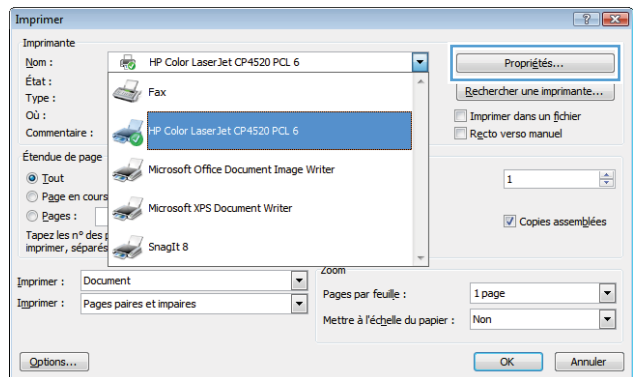 Imprimer
Imprimante
Nom : HP Color LaserJet CP4520 PCL 6 Propriétés...
État :
Fax
Type : Rechercher une imprimante...
Où : Imprimer dans un fichier
Commentaire : HP Color LaserJet CP4520 PCL 6 Recto verso manuel
Étendue de page
Microsoft Office Document Image Writer
Tout 1
Page en cours
Microsoft XPS Document Writer
Pages : Copies assemblées
Tapez les n° des
imprimer, séparés
SnagIt 8
Zoom
Imprimer : Document
Pages par feuille : 1 page
Imprimer : Pages paires et impaires
Mettre à l'échelle du papier : Non
Options... OK Annuler